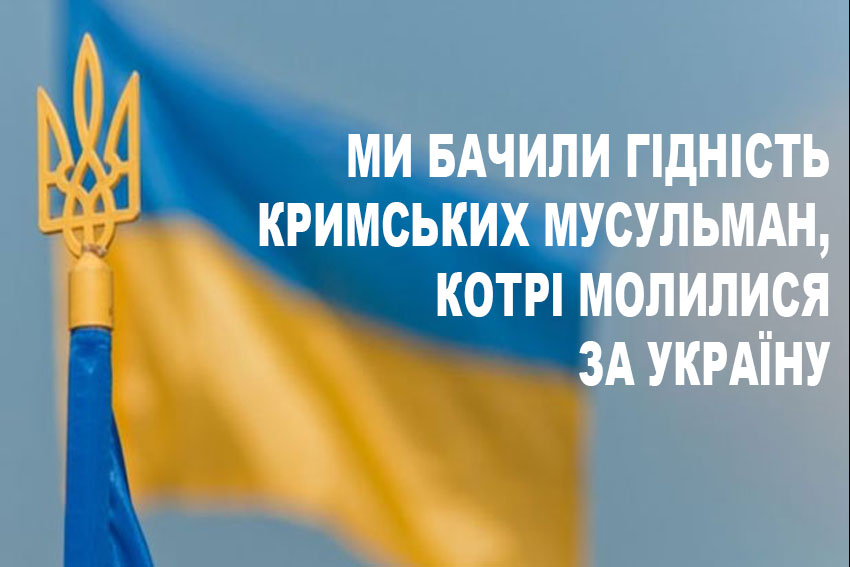 МИ БАЧИЛИ ГІДНІСТЬ
КРИМСЬКИХ МУСУЛЬМАН,
КОТРІ МОЛИЛИСЯ
ЗА УКРАЇНУ